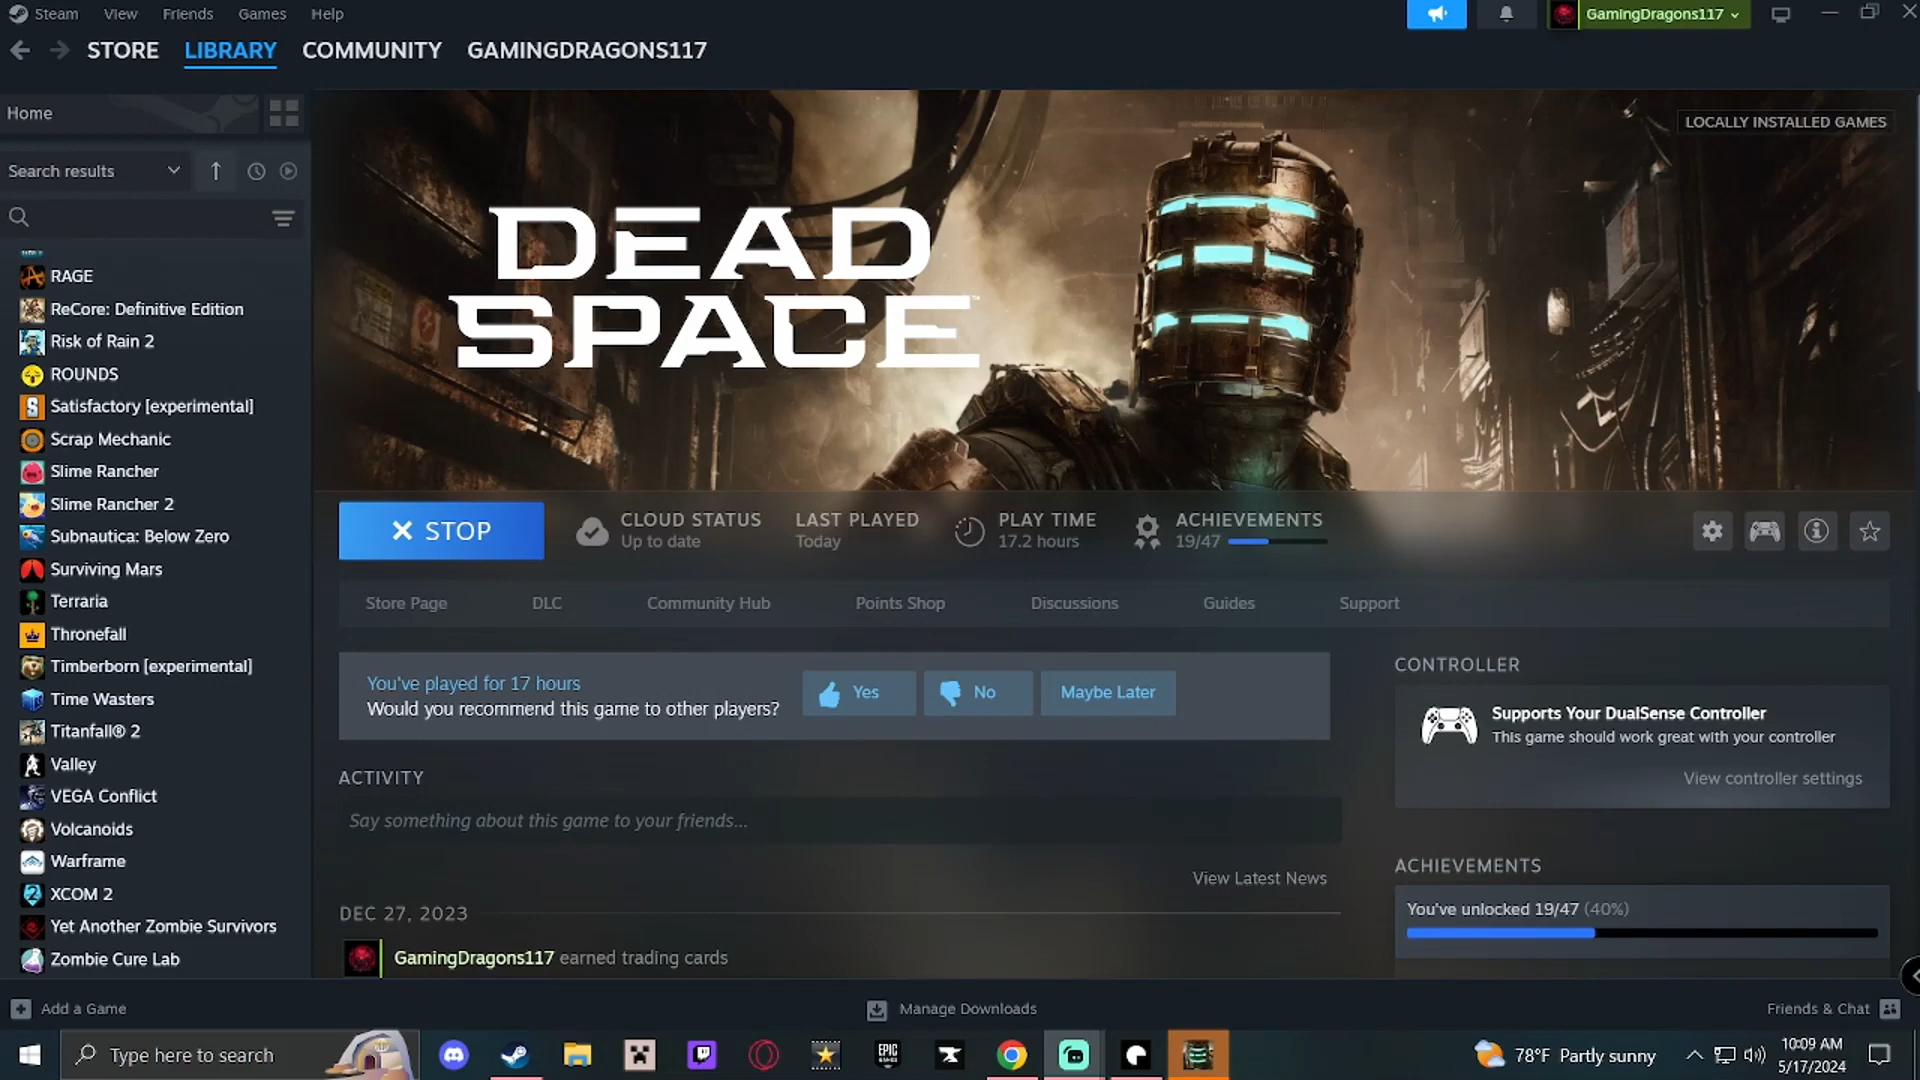 Steam View Friends Games Help
GamingDragons117
STORE LIBRARY COMMUNITY GAMINGDRAGONS117
Home
LOCALLY INSTALLED GAMES
Search results
RAGE
ReCore: Definitive Edition
Risk of Rain 2
ROUNDS
Satisfactory [experimental]
Scrap Mechanic
Slime Rancher
Slime Rancher 2
Subnautica: Below Zero
Surviving Mars
Terraria
Thronefall
Timberborn [experimental]
Time Wasters
Titanfall® 2
Valley
VEGA Conflict
Volcanoids
Warframe
XCOM 2
Yet Another Zombie Survivors
Zombie Cure Lab
DEAD
SPACE™
STOP
CLOUD STATUS
Up to date
LAST PLAYED
Today
PLAY TIME
17.2 hours
ACHIEVEMENTS
19/47
Store Page DLC Community Hub Points Shop Discussions Guides Support
You've played for 17 hours
Would you recommend this game to other players?
Yes No Maybe Later
ACTIVITY
Say something about this game to your friends...
View Latest News
DEC 27, 2023
GamingDragons117 earned trading cards
CONTROLLER
Supports Your DualSense Controller
This game should work great with your controller
View controller settings
ACHIEVEMENTS
You've unlocked 19/47 (40%)
Add a Game
Manage Downloads
Friends & Chat
Type here to search
EPIC
GAMES
78°F Partly sunny
10:09 AM
5/17/2024